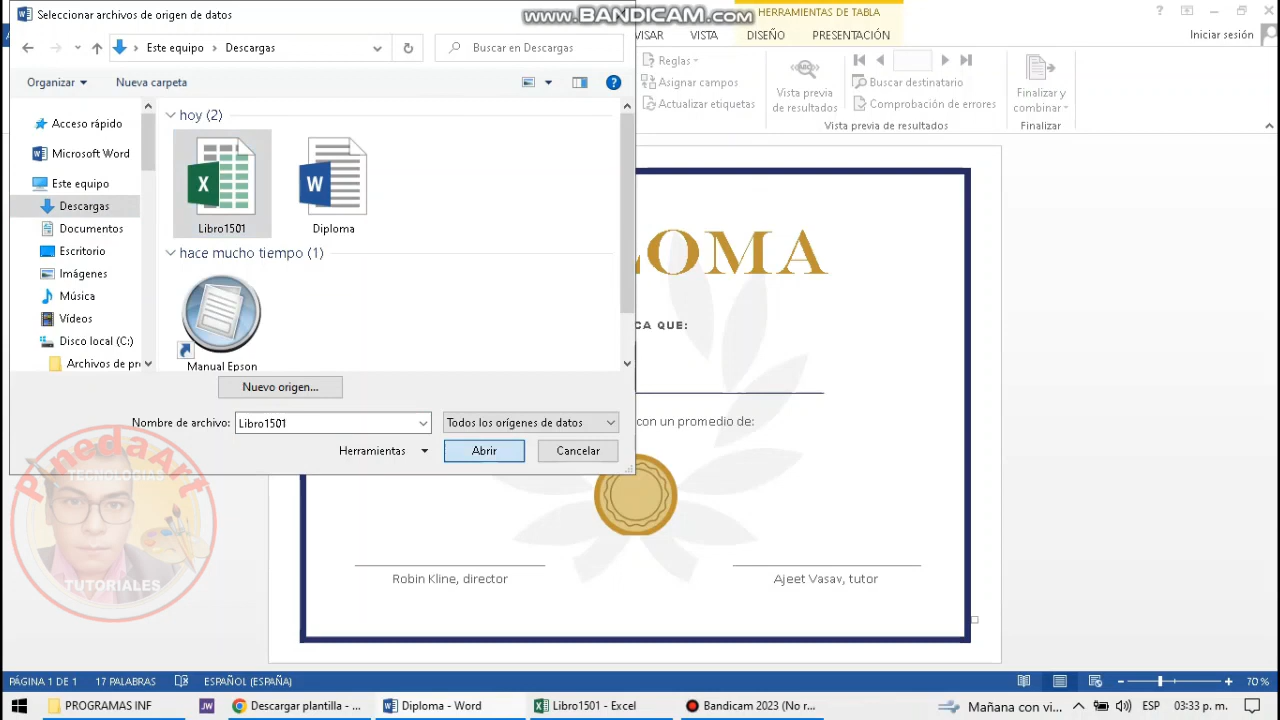 Seleccionar archivos de origen de datos
www.BANDICAM.com
HERRAMIENTAS DE TABLA
ISAR
VISTA
DISEÑO
PRESENTACIÓN
Iniciar sesión
Este equipo
Descargas
Buscar en Descargas
Organizar
Nueva carpeta
Reglas
Asignar campos
Actualizar etiquetas
ABC
Vista previa
de resultados
Buscar destinatario
Comprobación de errores
Vista previa de resultados
Finalizar y
combinar
Finalizar
Acceso rápido
Microsoft Word
Este equipo
Descargas
Documentos
Escritorio
Imágenes
Música
Vídeos
Disco local (C:)
Archivos de pr
hoy (2)
Libro1501
Diploma
hace mucho tiempo (1)
Manual Epson
Nuevo origen...
Nombre de archivo:
Libro1501
Todos los orígenes de datos
Herramientas
Abrir
Cancelar
LOMA
CA QUE:
con un promedio de:
Robin Kline, director
Ajeet Vasav, tutor
PinedaArt
TECNOLOGIAS
TUTORIALES
PÁGINA 1 DE 1
17 PALABRAS
ESPAÑOL (ESPAÑA)
70 %
PROGRAMAS INF
JW
Descargar plantilla - ...
Diploma - Word
Libro1501 - Excel
Bandicam 2023 (No r...
Mañana con vi...
ESP
03:33 p. m.